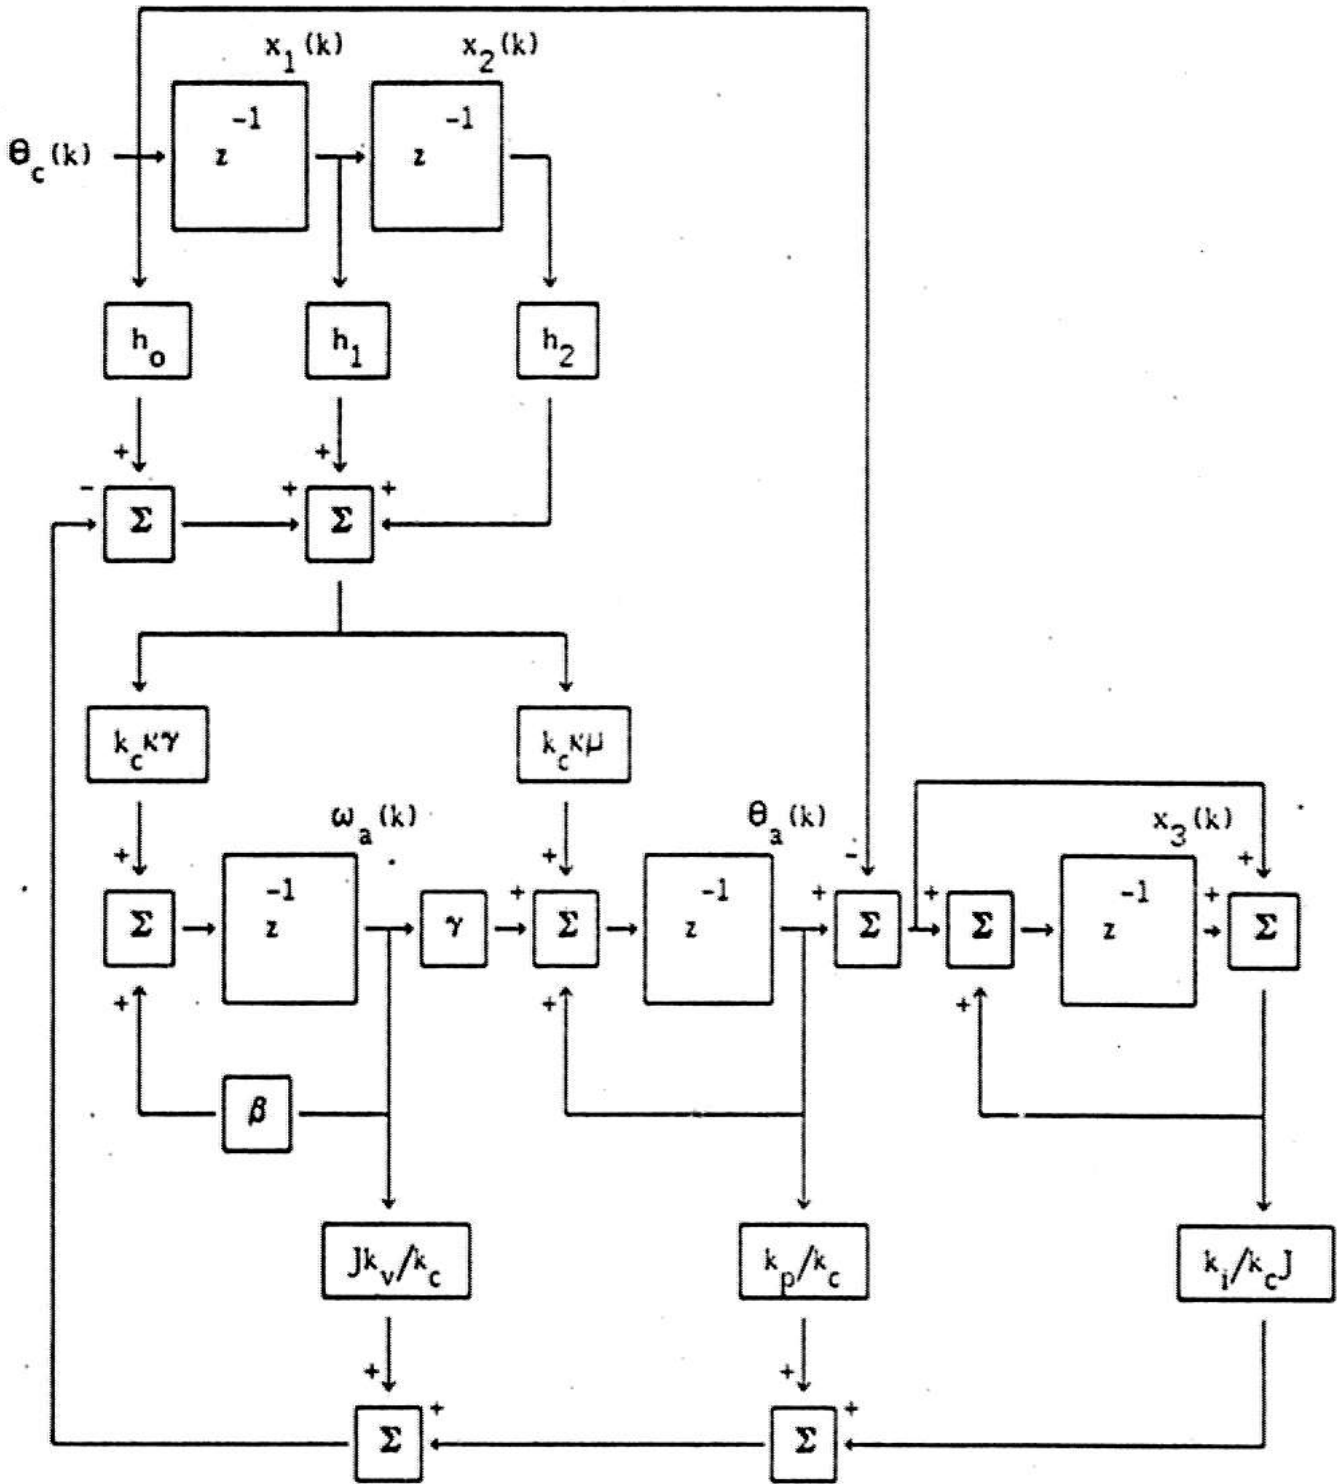 x₁(k) x₂(k)
θc(k) z⁻¹ z⁻¹
h₀ h₁ h₂
+ +
- Σ + Σ +
kcκγ kcκμ
ωa(k) θa(k) x₃(k)
+ + - +
Σ z⁻¹ γ + Σ z⁻¹ + Σ + Σ z⁻¹ + Σ
+ + +
β
Jkv/kc kp/kc ki/kcJ
+ +
Σ + Σ +